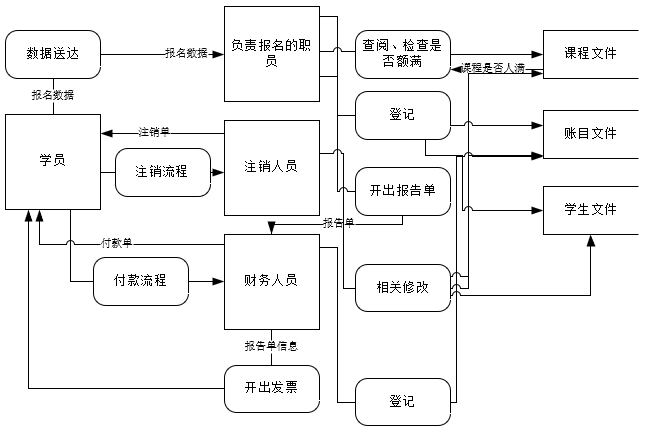 数据送达
报名数据
负责报名的职
员
查阅、检查是
否额满
课程文件
课程是否人满
报名数据
登记
账目文件
学员
注销单
注销流程
注销人员
开出报告单
学生文件
报告单
付款单
付款流程
财务人员
相关修改
报告单信息
开出发票
登记